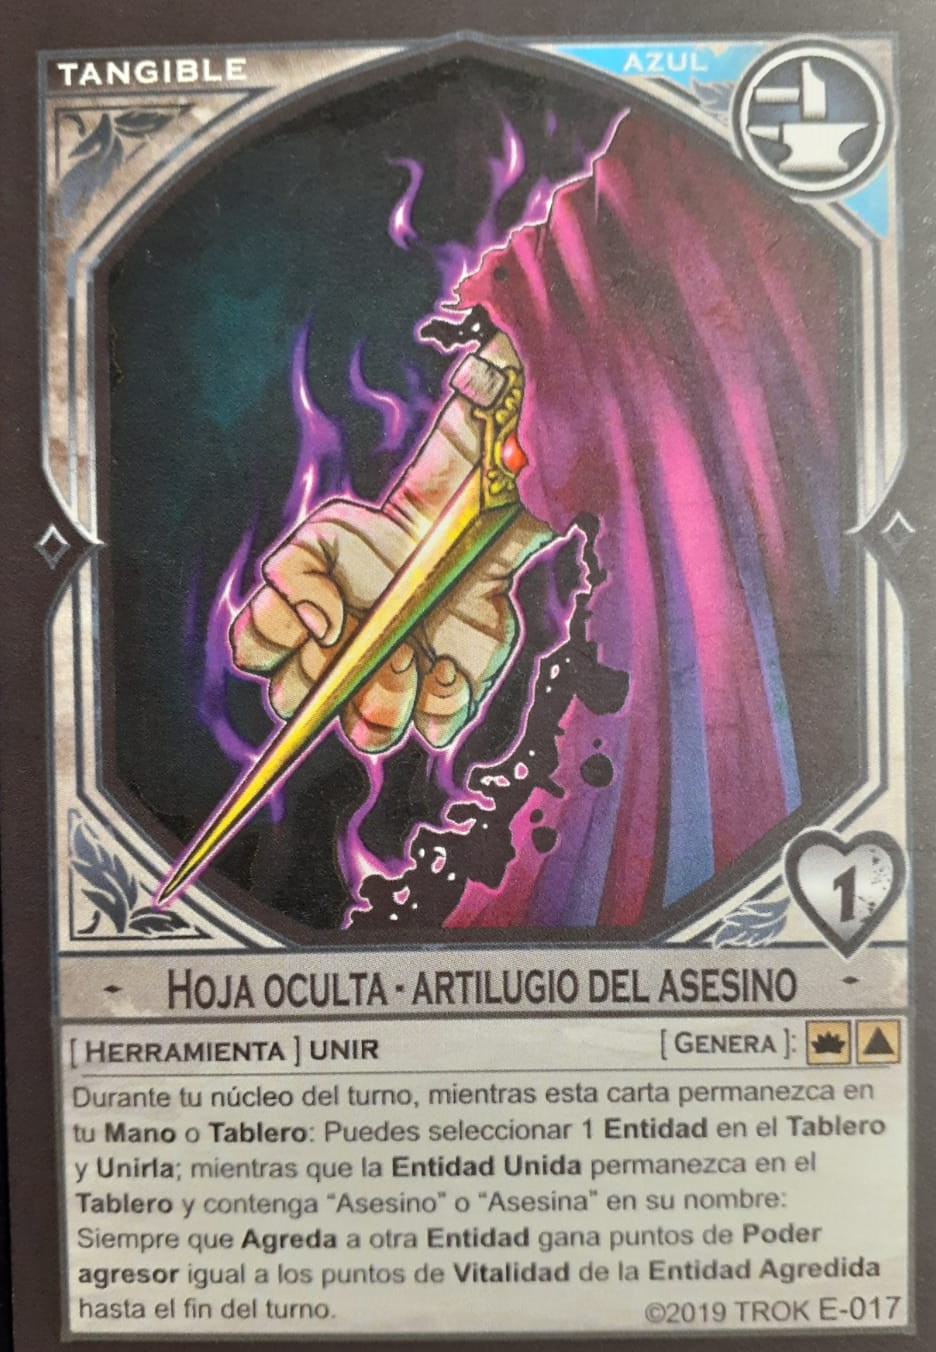 TANGIBLE
AZUL
1
HOJA OCULTA - ARTILUGIO DEL ASESINO
[ HERRAMIENTA ] UNIR
[ GENERA ]:
Durante tu núcleo del turno, mientras esta carta permanezca en
tu Mano o Tablero: Puedes seleccionar 1 Entidad en el Tablero
y Unirla; mientras que la Entidad Unida permanezca en el
Tablero y contenga “Asesino” o “Asesina” en su nombre:
Siempre que Agreda a otra Entidad gana puntos de Poder
agresor igual a los puntos de Vitalidad de la Entidad Agredida
hasta el fin del turno.
©2019 TROK E-017